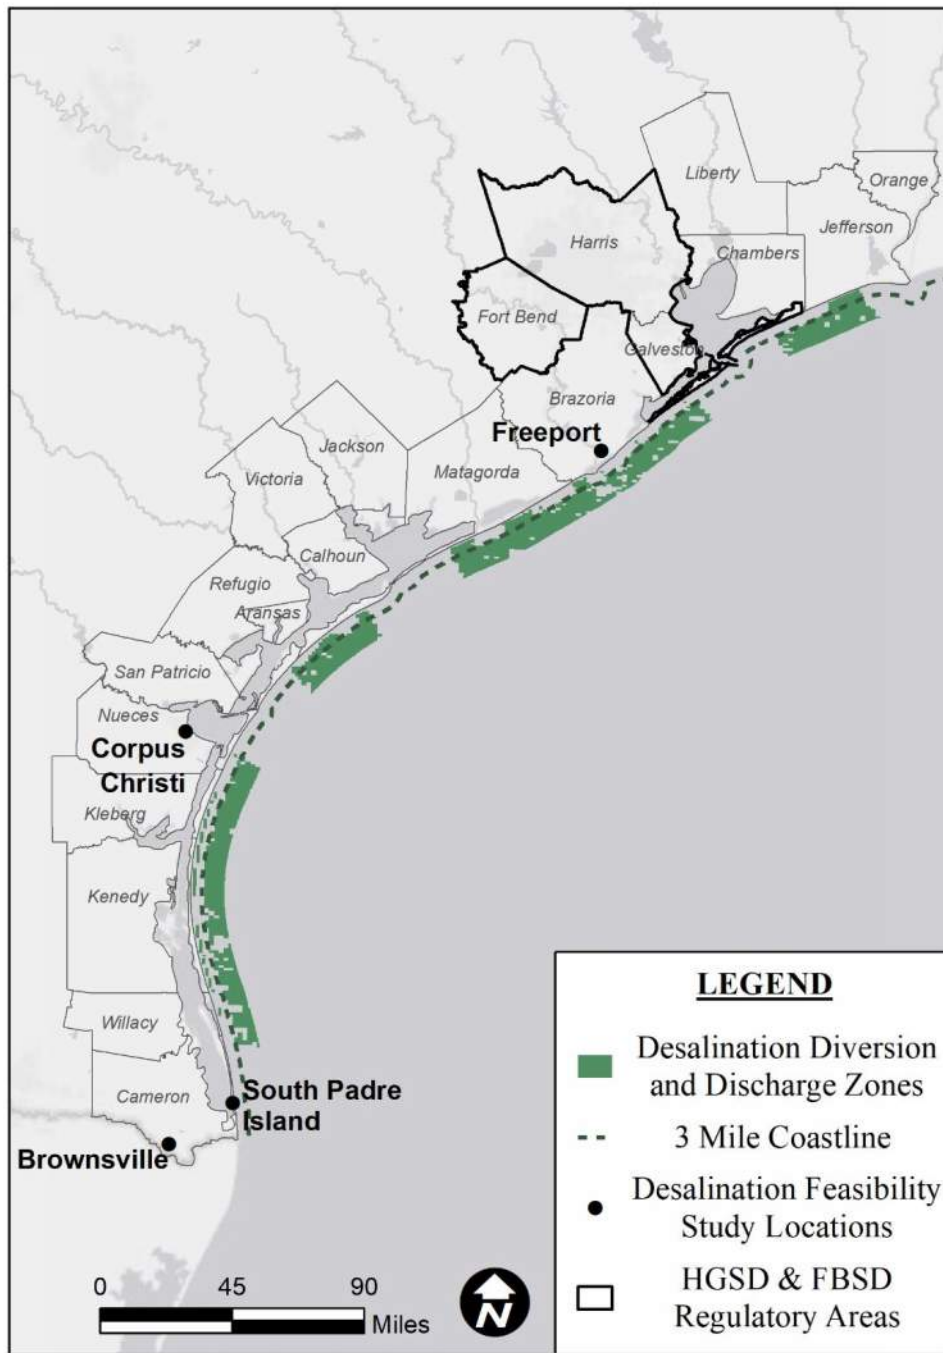 Liberty
Orange
Harris
Jefferson
Chambers
Fort Bend
Galveston
Brazoria
Freeport
Jackson
Matagorda
Victoria
Calhoun
Refugio
Aransas
San Patricio
Nueces
Corpus
Christi
Kleberg
Kenedy
Willacy
Cameron
South Padre
Island
Brownsville
0 45 90
Miles
N
LEGEND
Desalination Diversion
and Discharge Zones
3 Mile Coastline
Desalination Feasibility
Study Locations
HGSD & FBSD
Regulatory Areas